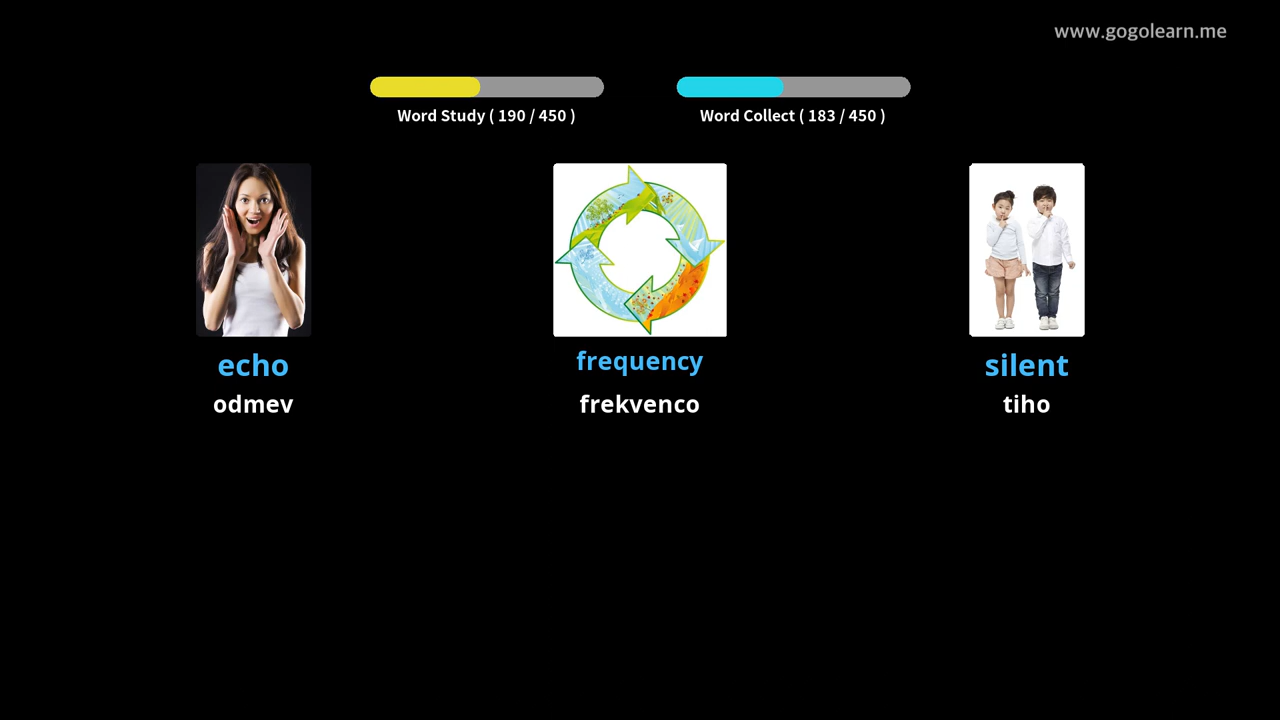 www.gogolearn.me
Word Study ( 190 / 450 )
Word Collect ( 183 / 450 )
echo
odmev
frequency
frekvenco
silent
tiho